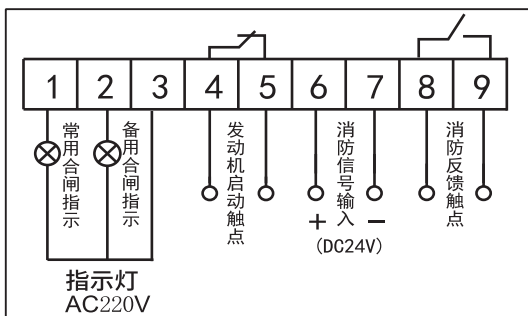 1 2 3 4 5 6 7 8 9
常用合闸指示
备用合闸指示
发动机启动触点
消防信号输入
消防反馈触点
+ −
(DC24V)
指示灯
AC220V